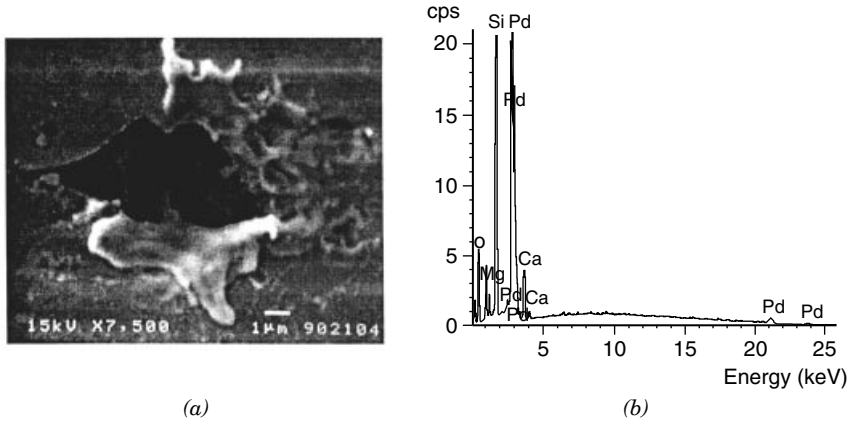 15kV X7,500 1µm 902104
(a)
cps
20
15
10
5
0
Si Pd
Pd
O
Mg
Ca
Pd
Ca
Pd
Pd
Pd
5 10 15 20 25
Energy (keV)
(b)